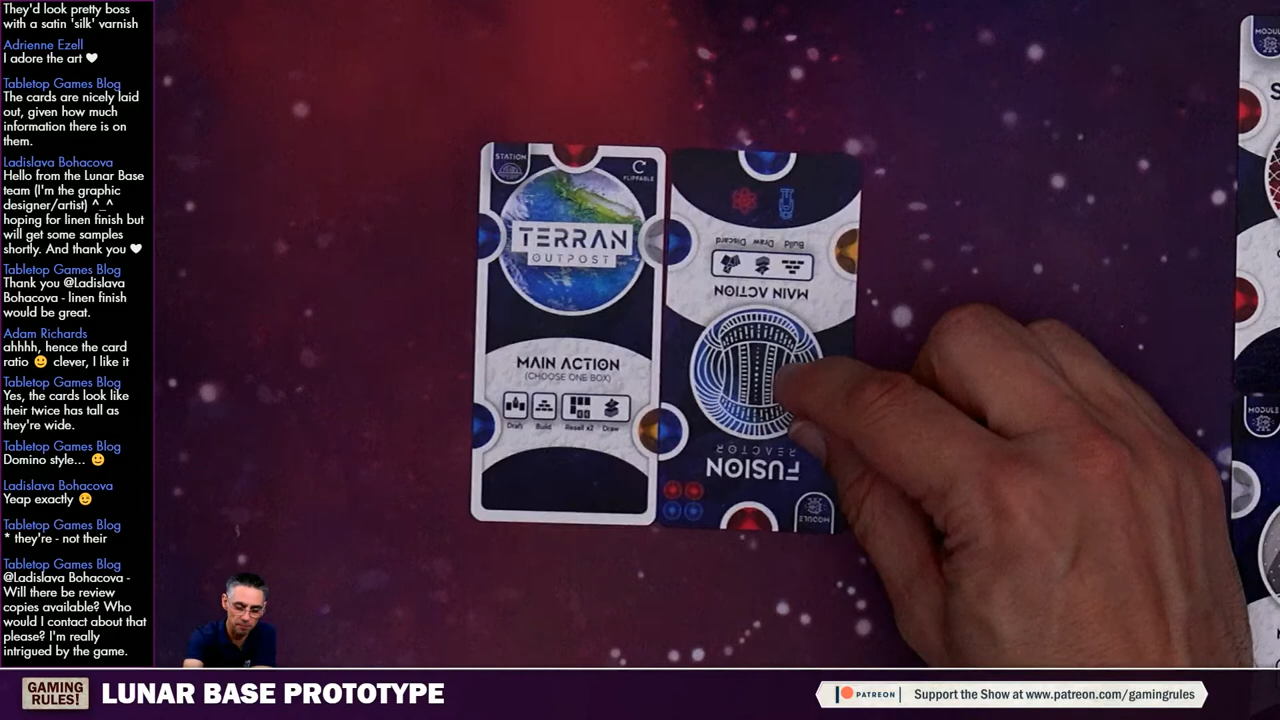 They'd look pretty boss
with a satin 'silk' varnish
Adrienne Ezell
I adore the art 🤍
Tabletop Games Blog
The cards are nicely laid
out, given how much
information there is on
them.
Ladislava Bohacova
Hello from the Lunar Base
team (I'm the graphic
designer/artist) ^_^
hoping for linen finish but
will get some samples
shortly. And thank you 🤍
Tabletop Games Blog
Thank you @Ladislava
Bohacova - linen finish
would be great.
Adam Richards
ahhhh, hence the card
ratio 🙂 clever, I like it
Tabletop Games Blog
Yes, the cards look like
their twice has tall as
they're wide.
Tabletop Games Blog
Domino style... 🙂
Ladislava Bohacova
Yeap exactly 😉
Tabletop Games Blog
* they're - not their
Tabletop Games Blog
@Ladislava Bohacova -
Will there be review
copies available? Who
would I contact about that
please? I'm really
intrigued by the game.
STATION
FLIPPABLE
TERRAN
OUTPOST
MAIN ACTION
(CHOOSE ONE BOX)
Draft Build Resell x2 Draw
MODULE
FUSION
REACTOR
MAIN ACTION
Build Draw Discard
MODULE
GAMING
RULES!
LUNAR BASE PROTOTYPE
PATREON
Support the Show at www.patreon.com/gamingrules